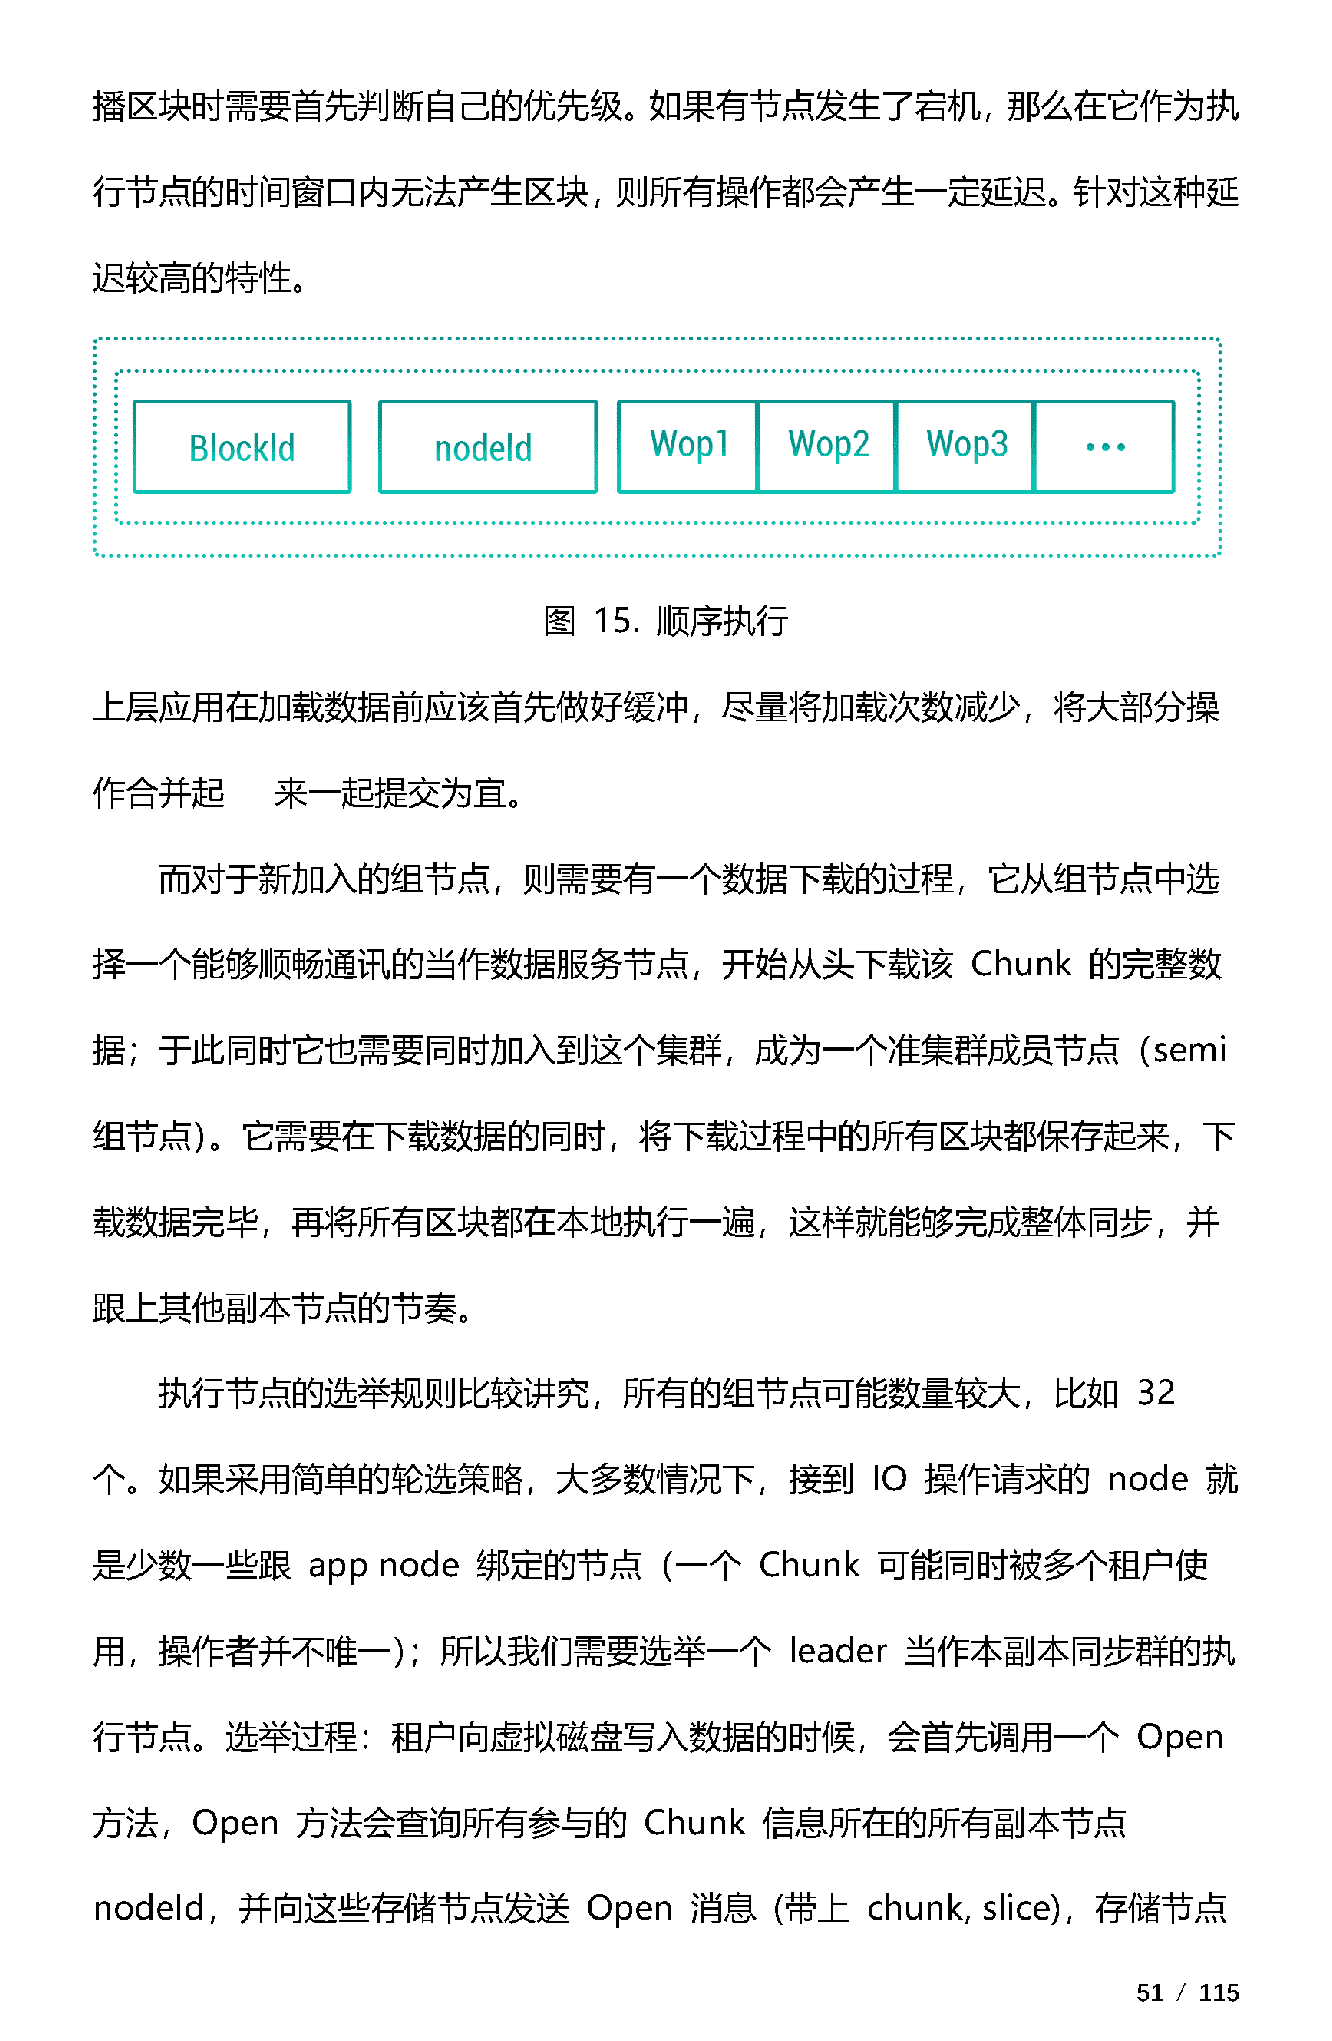 播区块时需要首先判断自己的优先级。如果有节点发生了宕机，那么在它作为执
行节点的时间窗口内无法产生区块，则所有操作都会产生一定延迟。针对这种延
迟较高的特性。
BlockId nodeId Wop1 Wop2 Wop3 •••
图 15. 顺序执行
上层应用在加载数据前应该首先做好缓冲，尽量将加载次数减少，将大部分操
作合并起 来一起提交为宜。
而对于新加入的组节点，则需要有一个数据下载的过程，它从组节点中选
择一个能够顺畅通讯的当作数据服务节点，开始从头下载该 Chunk 的完整数
据；于此同时它也需要同时加入到这个集群，成为一个准集群成员节点（semi
组节点)。它需要在下载数据的同时，将下载过程中的所有区块都保存起来，下
载数据完毕，再将所有区块都在本地执行一遍，这样就能够完成整体同步，并
跟上其他副本节点的节奏。
执行节点的选举规则比较讲究，所有的组节点可能数量较大，比如 32
个。如果采用简单的轮选策略，大多数情况下，接到 IO 操作请求的 node 就
是少数一些跟 app node 绑定的节点（一个 Chunk 可能同时被多个租户使
用，操作者并不唯一)；所以我们需要选举一个 leader 当作本副本同步群的执
行节点。选举过程：租户向虚拟磁盘写入数据的时候，会首先调用一个 Open
方法，Open 方法会查询所有参与的 Chunk 信息所在的所有副本节点
nodeId，并向这些存储节点发送 Open 消息 (带上 chunk, slice)，存储节点
51 / 115